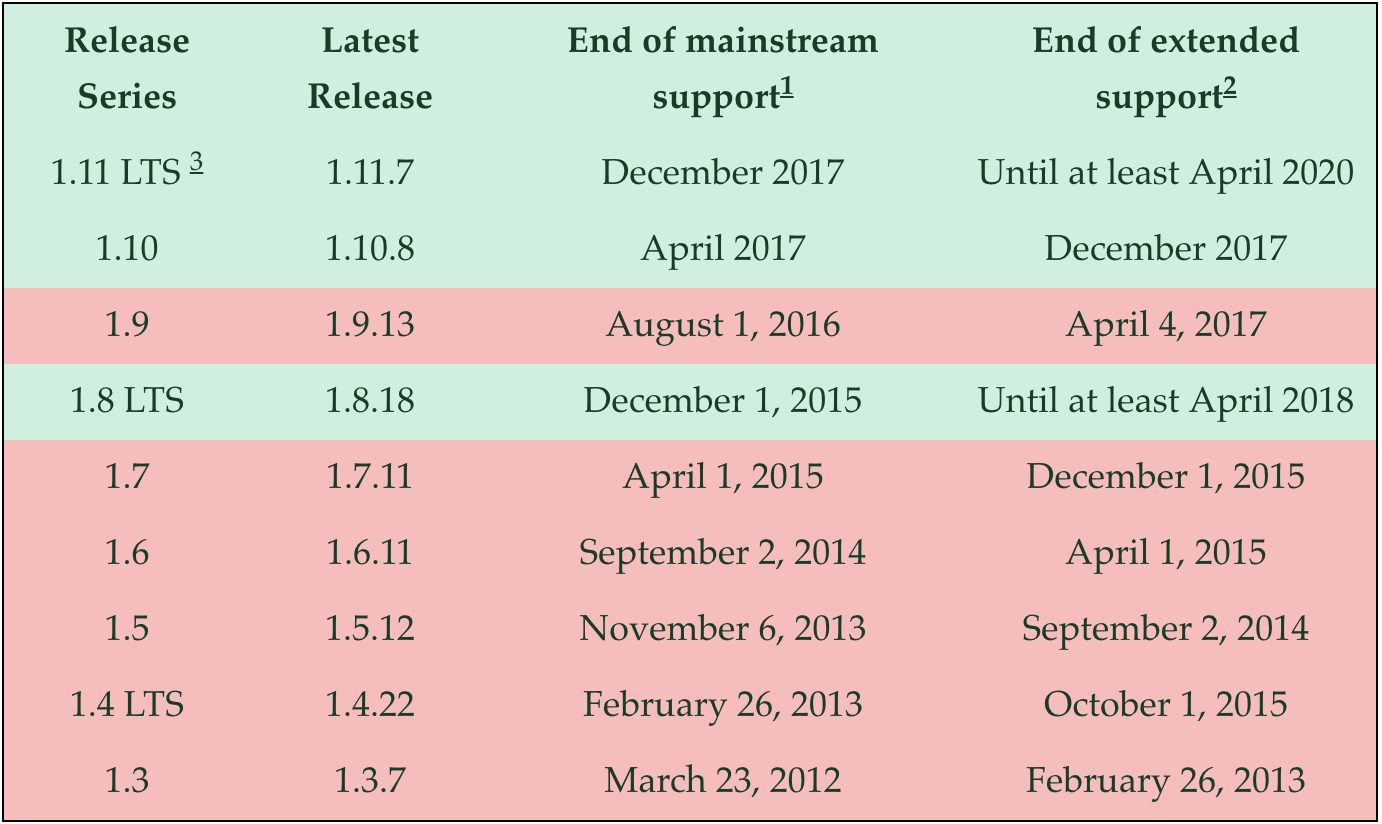 Release Series Latest Release End of mainstream support1 End of extended support2
1.11 LTS 3 1.11.7 December 2017 Until at least April 2020
1.10 1.10.8 April 2017 December 2017
1.9 1.9.13 August 1, 2016 April 4, 2017
1.8 LTS 1.8.18 December 1, 2015 Until at least April 2018
1.7 1.7.11 April 1, 2015 December 1, 2015
1.6 1.6.11 September 2, 2014 April 1, 2015
1.5 1.5.12 November 6, 2013 September 2, 2014
1.4 LTS 1.4.22 February 26, 2013 October 1, 2015
1.3 1.3.7 March 23, 2012 February 26, 2013